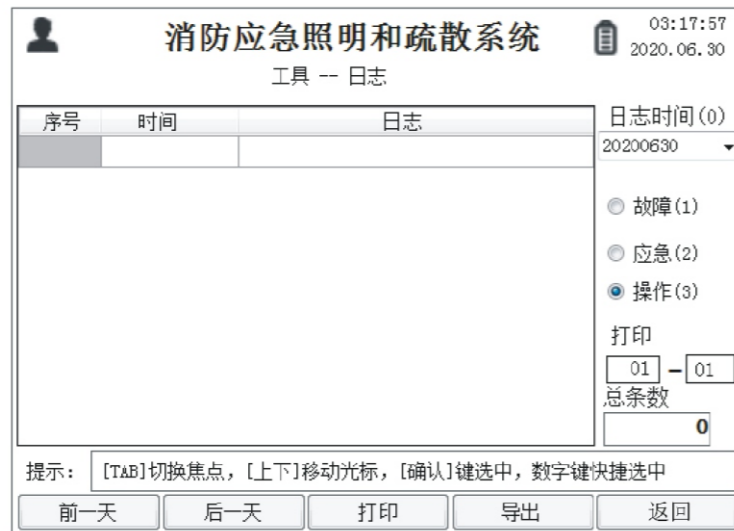 消防应急照明和疏散系统
03:17:57
2020.06.30
工具 -- 日志
序号 时间 日志
日志时间(0)
20200630
故障(1)
应急(2)
操作(3)
打印
01 - 01
总条数
0
提示: [TAB]切换焦点, [上下]移动光标, [确认]键选中, 数字键快捷选中
前一天 后一天 打印 导出 返回